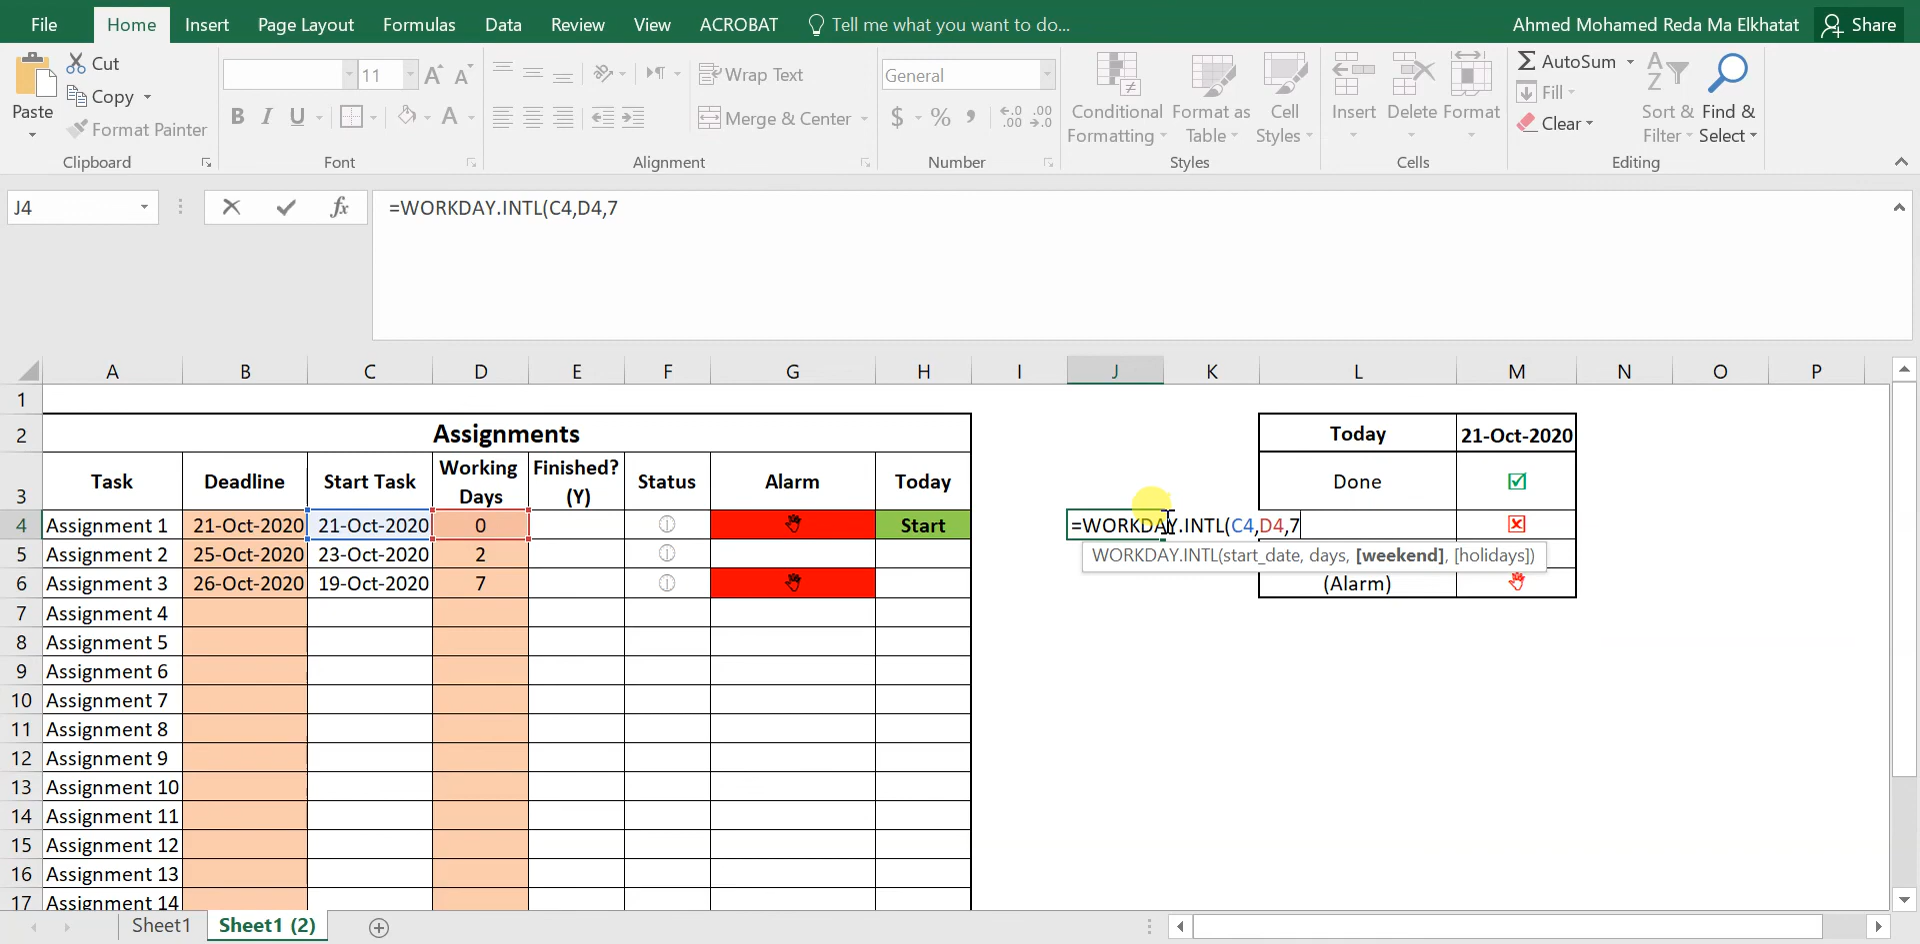 File Home Insert Page Layout Formulas Data Review View ACROBAT Tell me what you want to do... Ahmed Mohamed Reda Ma Elkhatat Share
Cut
Copy
Format Painter
Paste
Clipboard
11
B I U
Font
Wrap Text
Merge & Center
Alignment
General
$ % , .0 .00 .00 .0
Number
Conditional Formatting
Format as Table
Cell Styles
Styles
Insert Delete Format
Cells
AutoSum
Fill
Clear
Sort & Filter
Find & Select
Editing
J4 fx =WORKDAY.INTL(C4,D4,7
A B C D E F G H I J K L M N O P
1
2 Assignments Today 21-Oct-2020
3 Task Deadline Start Task Working Days Finished? (Y) Status Alarm Today Done
4 Assignment 1 21-Oct-2020 21-Oct-2020 0 Start =WORKDAY.INTL(C4,D4,7
WORKDAY.INTL(start_date, days, [weekend], [holidays])
5 Assignment 2 25-Oct-2020 23-Oct-2020 2
6 Assignment 3 26-Oct-2020 19-Oct-2020 7 (Alarm)
7 Assignment 4
8 Assignment 5
9 Assignment 6
10 Assignment 7
11 Assignment 8
12 Assignment 9
13 Assignment 10
14 Assignment 11
15 Assignment 12
16 Assignment 13
17 Assignment 14
Sheet1 Sheet1 (2)